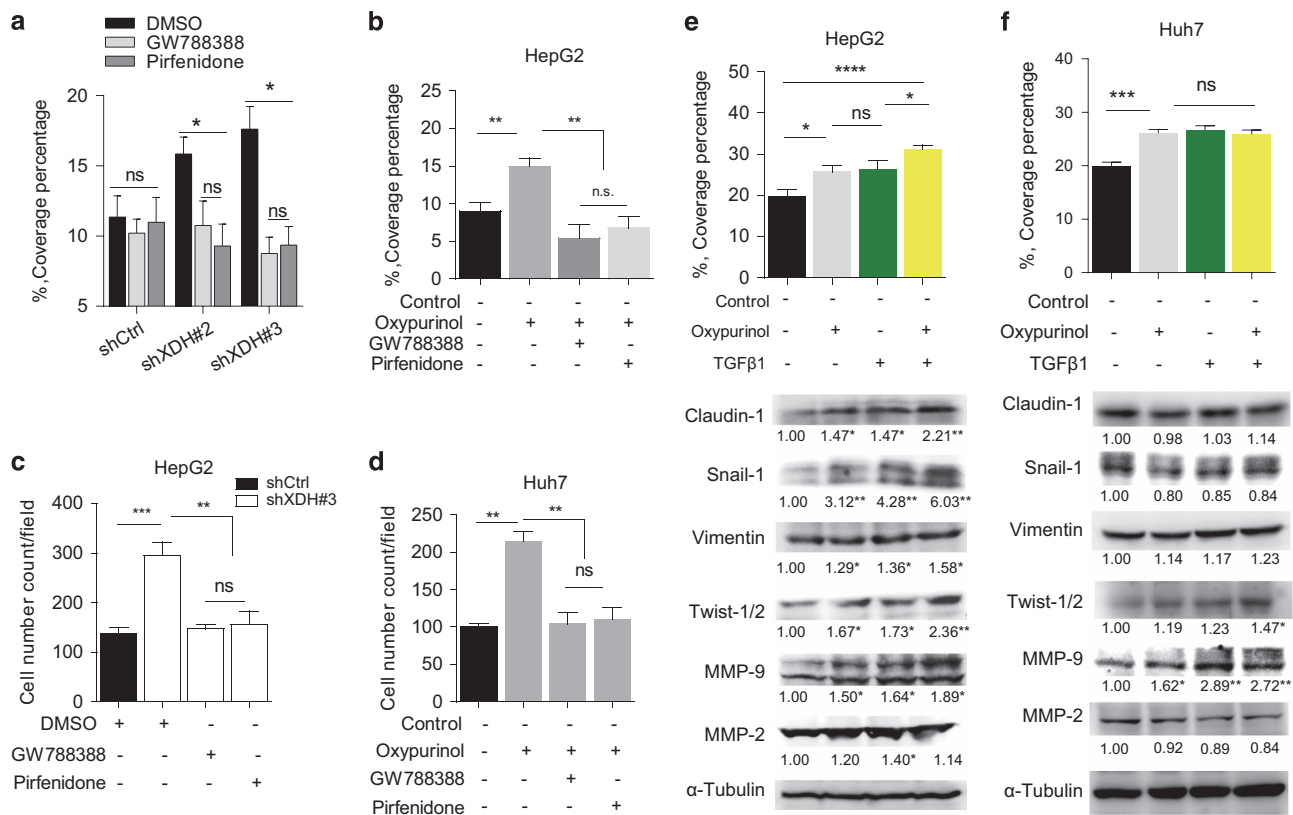 a
DMSO
GW788388
Pirfenidone
%,Coverage percentage
20
15
10
5
ns
*
ns
*
ns
shCtrl
shXDH#2
shXDH#3
b
HepG2
%,Coverage percentage
25
20
15
10
5
0
** **
n.s.
Control - - - -
Oxypurinol - + + +
GW788388 - - + -
Pirfenidone - - - +
c
HepG2
shCtrl
shXDH#3
Cell number count/field
400
300
200
150
100
0
*** **
ns
DMSO + + - -
GW788388 +
Pirfenidone +
d
Huh7
Cell number count/field
250
200
150
100
50
0
** **
ns
Control - - - -
Oxypurinol - + + +
GW788388 - - + -
Pirfenidone - - - +
e
HepG2
%, Coverage percentage
50
40
30
20
10
0
****
* ns *
Control - - - -
Oxypurinol - + - +
TGFβ1 - - + +
Claudin-1
1.00 1.47* 1.47* 2.21**
Snail-1
1.00 3.12** 4.28** 6.03**
Vimentin
1.00 1.29* 1.36* 1.58*
Twist-1/2
1.00 1.67* 1.73* 2.36**
MMP-9
1.00 1.50* 1.64* 1.89*
MMP-2
1.00 1.20 1.40* 1.14
α-Tubulin
f
Huh7
%, Coverage percentage
40
30
20
10
0
*** ns
Control - - - -
Oxypurinol - + - +
TGFβ1 - - + +
Claudin-1
1.00 0.98 1.03 1.14
Snail-1
1.00 0.80 0.85 0.84
Vimentin
1.00 1.14 1.17 1.23
Twist-1/2
1.00 1.19 1.23 1.47*
MMP-9
1.00 1.62* 2.89** 2.72**
MMP-2
1.00 0.92 0.89 0.84
α-Tubulin